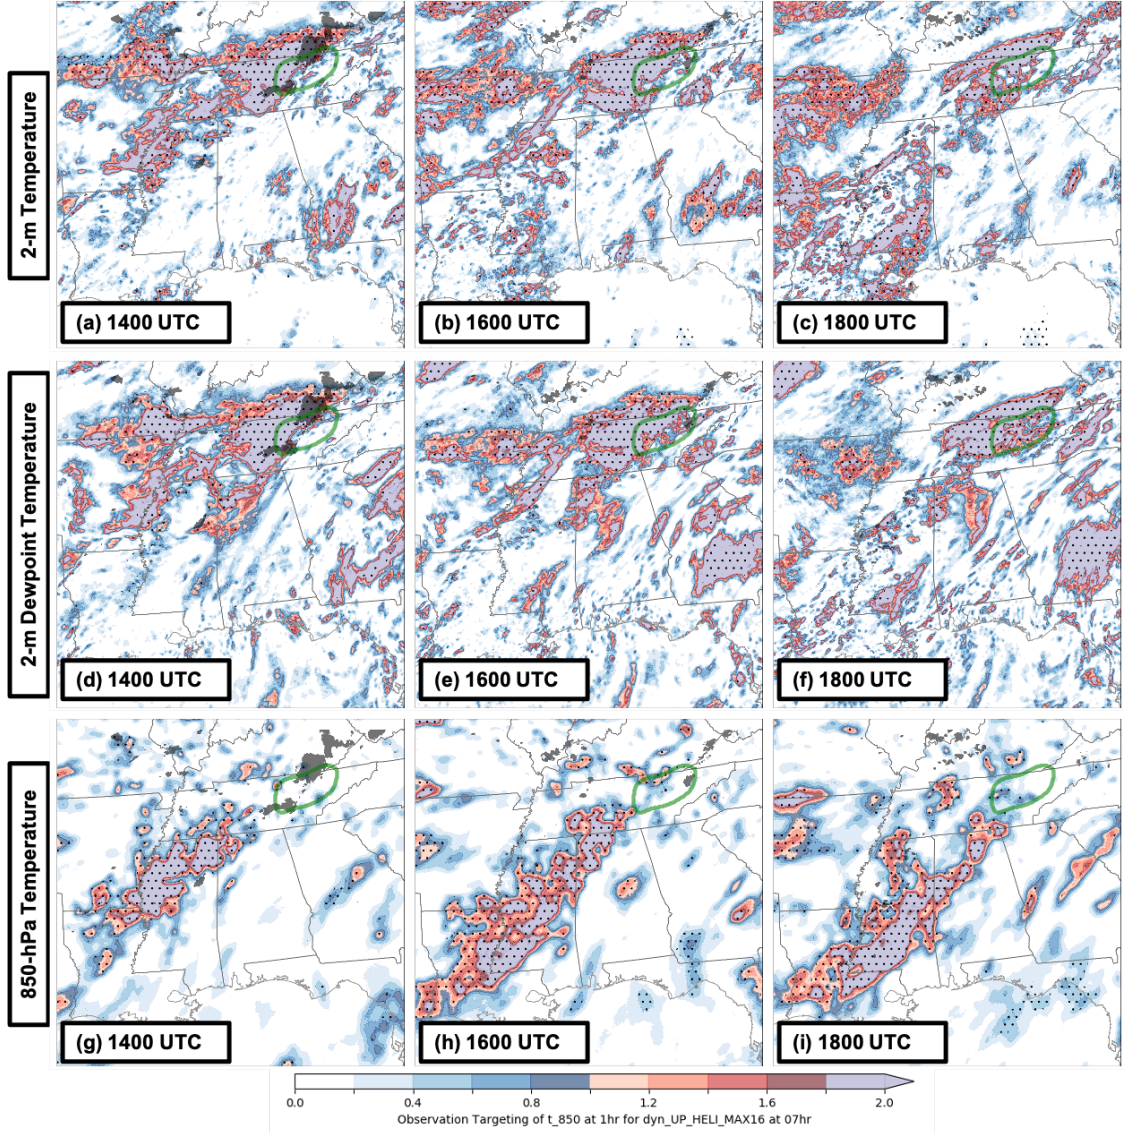 2-m Temperature
(a) 1400 UTC
(b) 1600 UTC
(c) 1800 UTC
2-m Dewpoint Temperature
(d) 1400 UTC
(e) 1600 UTC
(f) 1800 UTC
850-hPa Temperature
(g) 1400 UTC
(h) 1600 UTC
(i) 1800 UTC
0.0 0.4 0.8 1.2 1.6 2.0
Observation Targeting of t_850 at 1hr for dyn_UP_HELI_MAX16 at 07hr